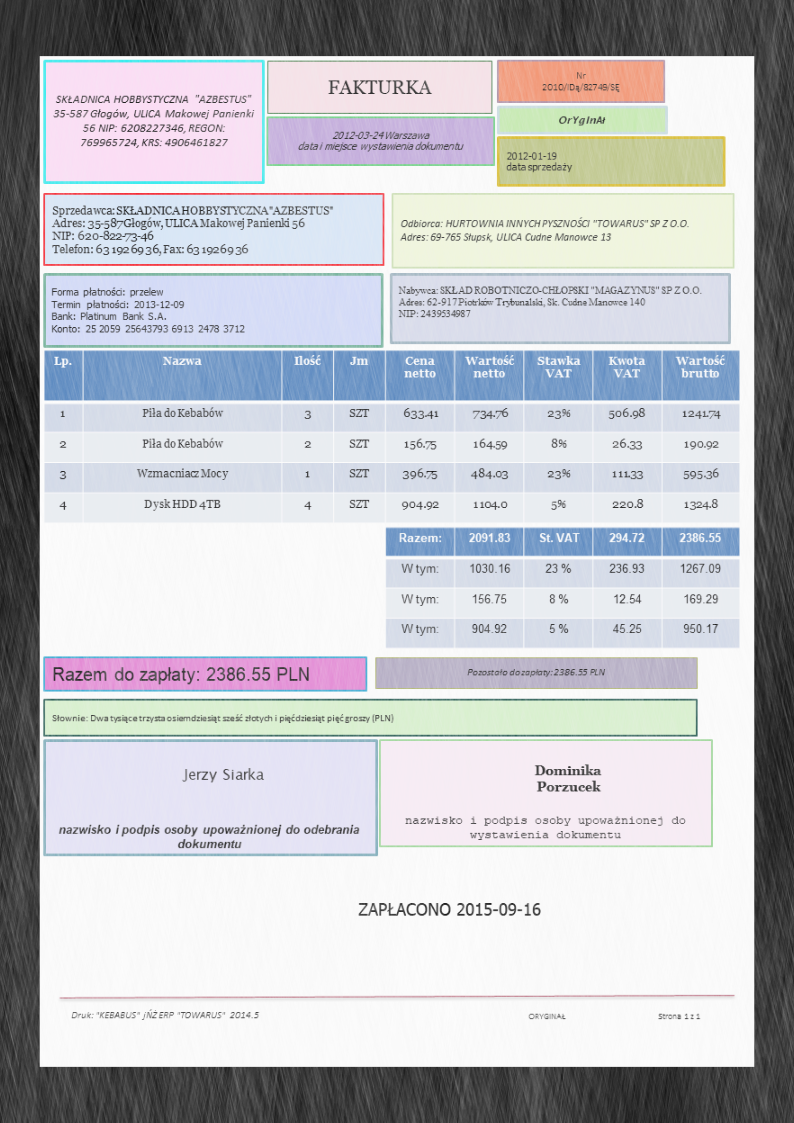 SKŁADNICA HOBBYSTYCZNA "AZBESTUS"
35-587 Głogów, ULICA Makowej Panienki
56 NIP: 6208227346, REGON:
769965724, KRS: 4906461827
FAKTURKA
2012-03-24 Warszawa
data i miejsce wystawienia dokumentu
Nr
2010/IDą/82749/SĘ
OrYgInAł
2012-01-19
data sprzedaży
Sprzedawca: SKŁADNICA HOBBYSTYCZNA "AZBESTUS"
Adres: 35-587 Głogów, ULICA Makowej Panienki 56
NIP: 620-822-73-46
Telefon: 63 192 69 36, Fax: 63 192 69 36
Odbiorca: HURTOWNIA INNYCH PYSZNOŚCI "TOWARUS" SP Z O.O.
Adres: 69-765 Słupsk, ULICA Cudne Manowce 13
Forma płatności: przelew
Termin płatności: 2013-12-09
Bank: Platinum Bank S.A.
Konto: 25 2059 25643793 6913 2478 3712
Nabywca: SKŁAD ROBOTNICZO-CHŁOPSKI "MAGAZYNUS" SP Z O.O.
Adres: 62-917 Piotrków Trybunalski, Sk. Cudne Manowce 140
NIP: 2439534987
Lp. Nazwa Ilość Jm Cena netto Wartość netto Stawka VAT Kwota VAT Wartość brutto
1 Piła do Kebabów 3 SZT 633.41 734.76 23% 506.98 1241.74
2 Piła do Kebabów 2 SZT 156.75 164.59 8% 26.33 190.92
3 Wzmacniacz Mocy 1 SZT 396.75 484.03 23% 111.33 595.36
4 Dysk HDD 4TB 4 SZT 904.92 1104.0 5% 220.8 1324.8
Razem: 2091.83 St. VAT 294.72 2386.55
W tym: 1030.16 23 % 236.93 1267.09
W tym: 156.75 8 % 12.54 169.29
W tym: 904.92 5 % 45.25 950.17
Razem do zapłaty: 2386.55 PLN
Pozostało do zapłaty: 2386.55 PLN
Słownie: Dwa tysiące trzysta osiemdziesiąt sześć złotych i pięćdziesiąt pięć groszy (PLN)
Jerzy Siarka
nazwisko i podpis osoby upoważnionej do odebrania
dokumentu
Dominika
Porzucek
nazwisko i podpis osoby upoważnionej do
wystawienia dokumentu
ZAPŁACONO 2015-09-16
Druk: "KEBABUS" jŃŻ ERP "TOWARUS" 2014.5
ORYGINAŁ
Strona 1 z 1